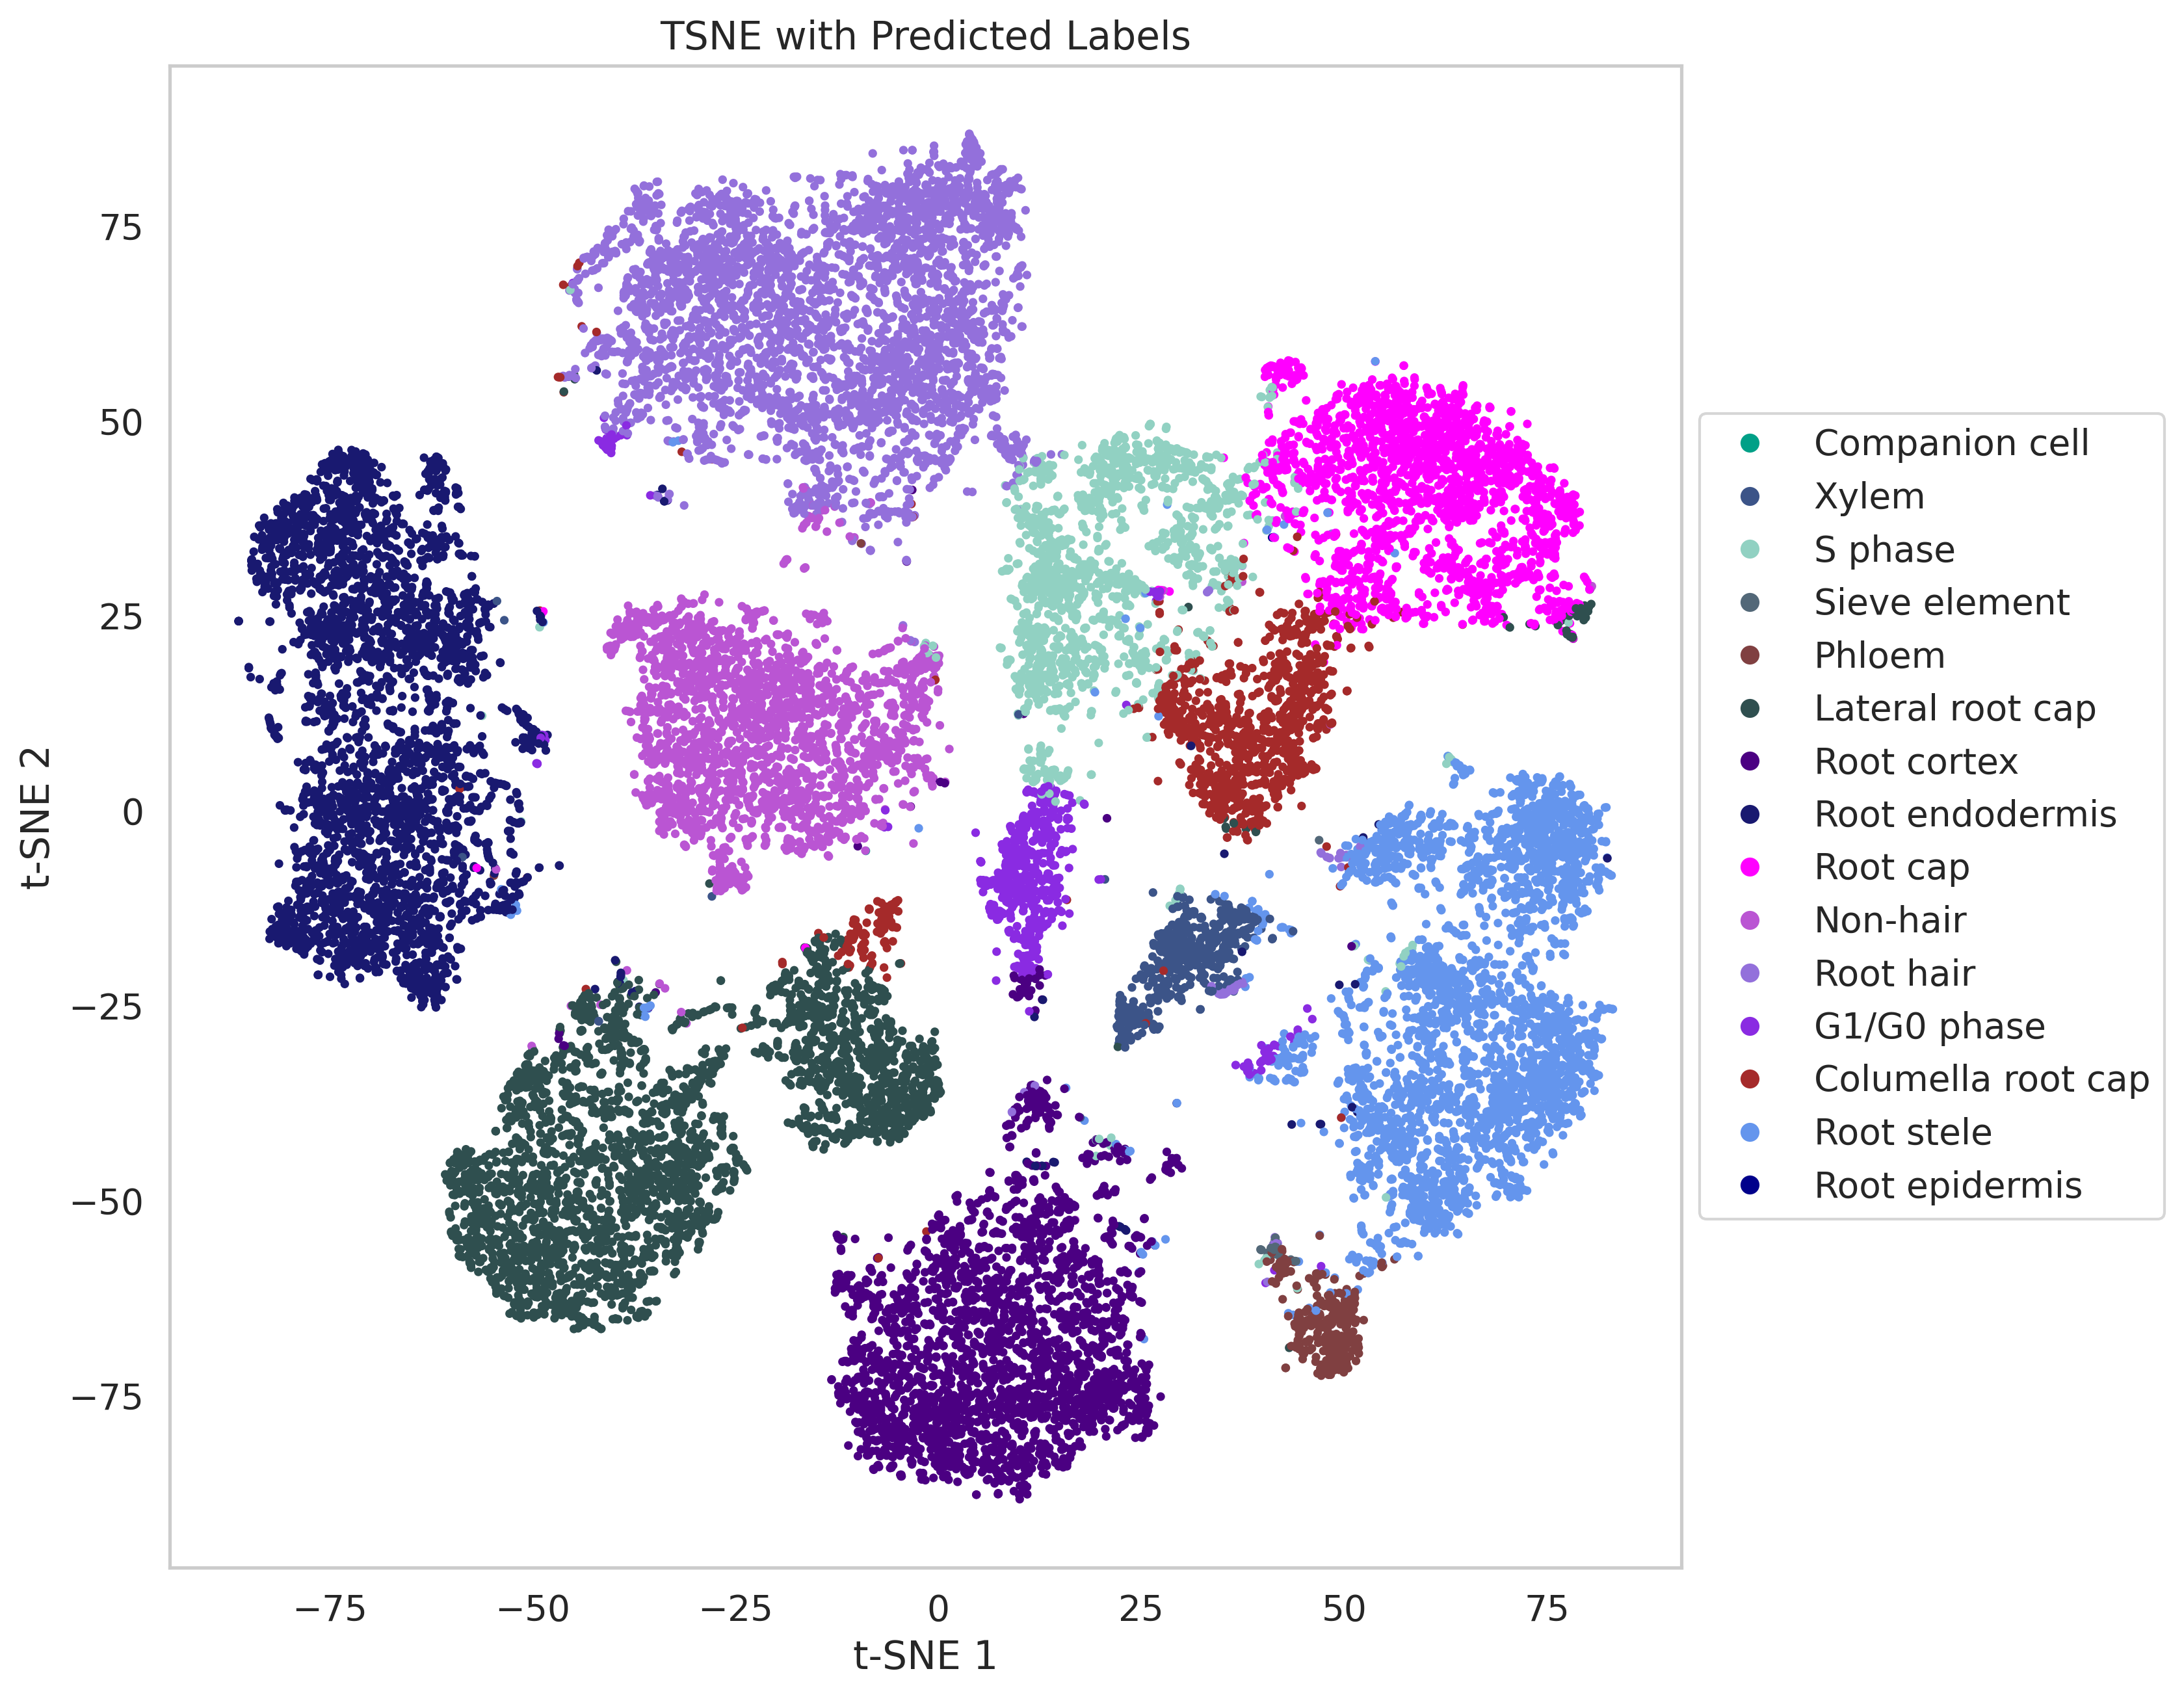 TSNE with Predicted Labels
75
50
25
0
−25
−50
−75
t-SNE 2
−75
−50
−25
0
25
50
75
t-SNE 1
Companion cell
Xylem
S phase
Sieve element
Phloem
Lateral root cap
Root cortex
Root endodermis
Root cap
Non-hair
Root hair
G1/G0 phase
Columella root cap
Root stele
Root epidermis